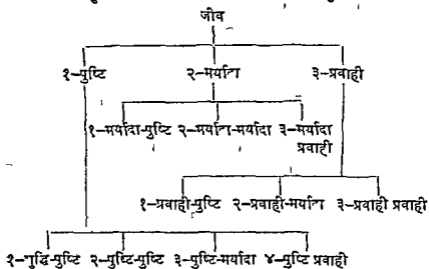 जीव
१-पुष्टि २-मर्यादा ३-प्रवाही
१-मर्यादा-पुष्टि २-मर्यादा-मर्यादा ३-मर्यादा
प्रवाही
१-प्रवाही-पुष्टि २-प्रवाही-मर्यादा ३-प्रवाही प्रवाही
१-शुद्धि-पुष्टि २-पुष्टि-पुष्टि ३-पुष्टि-मर्यादा ४-पुष्टि प्रवाही